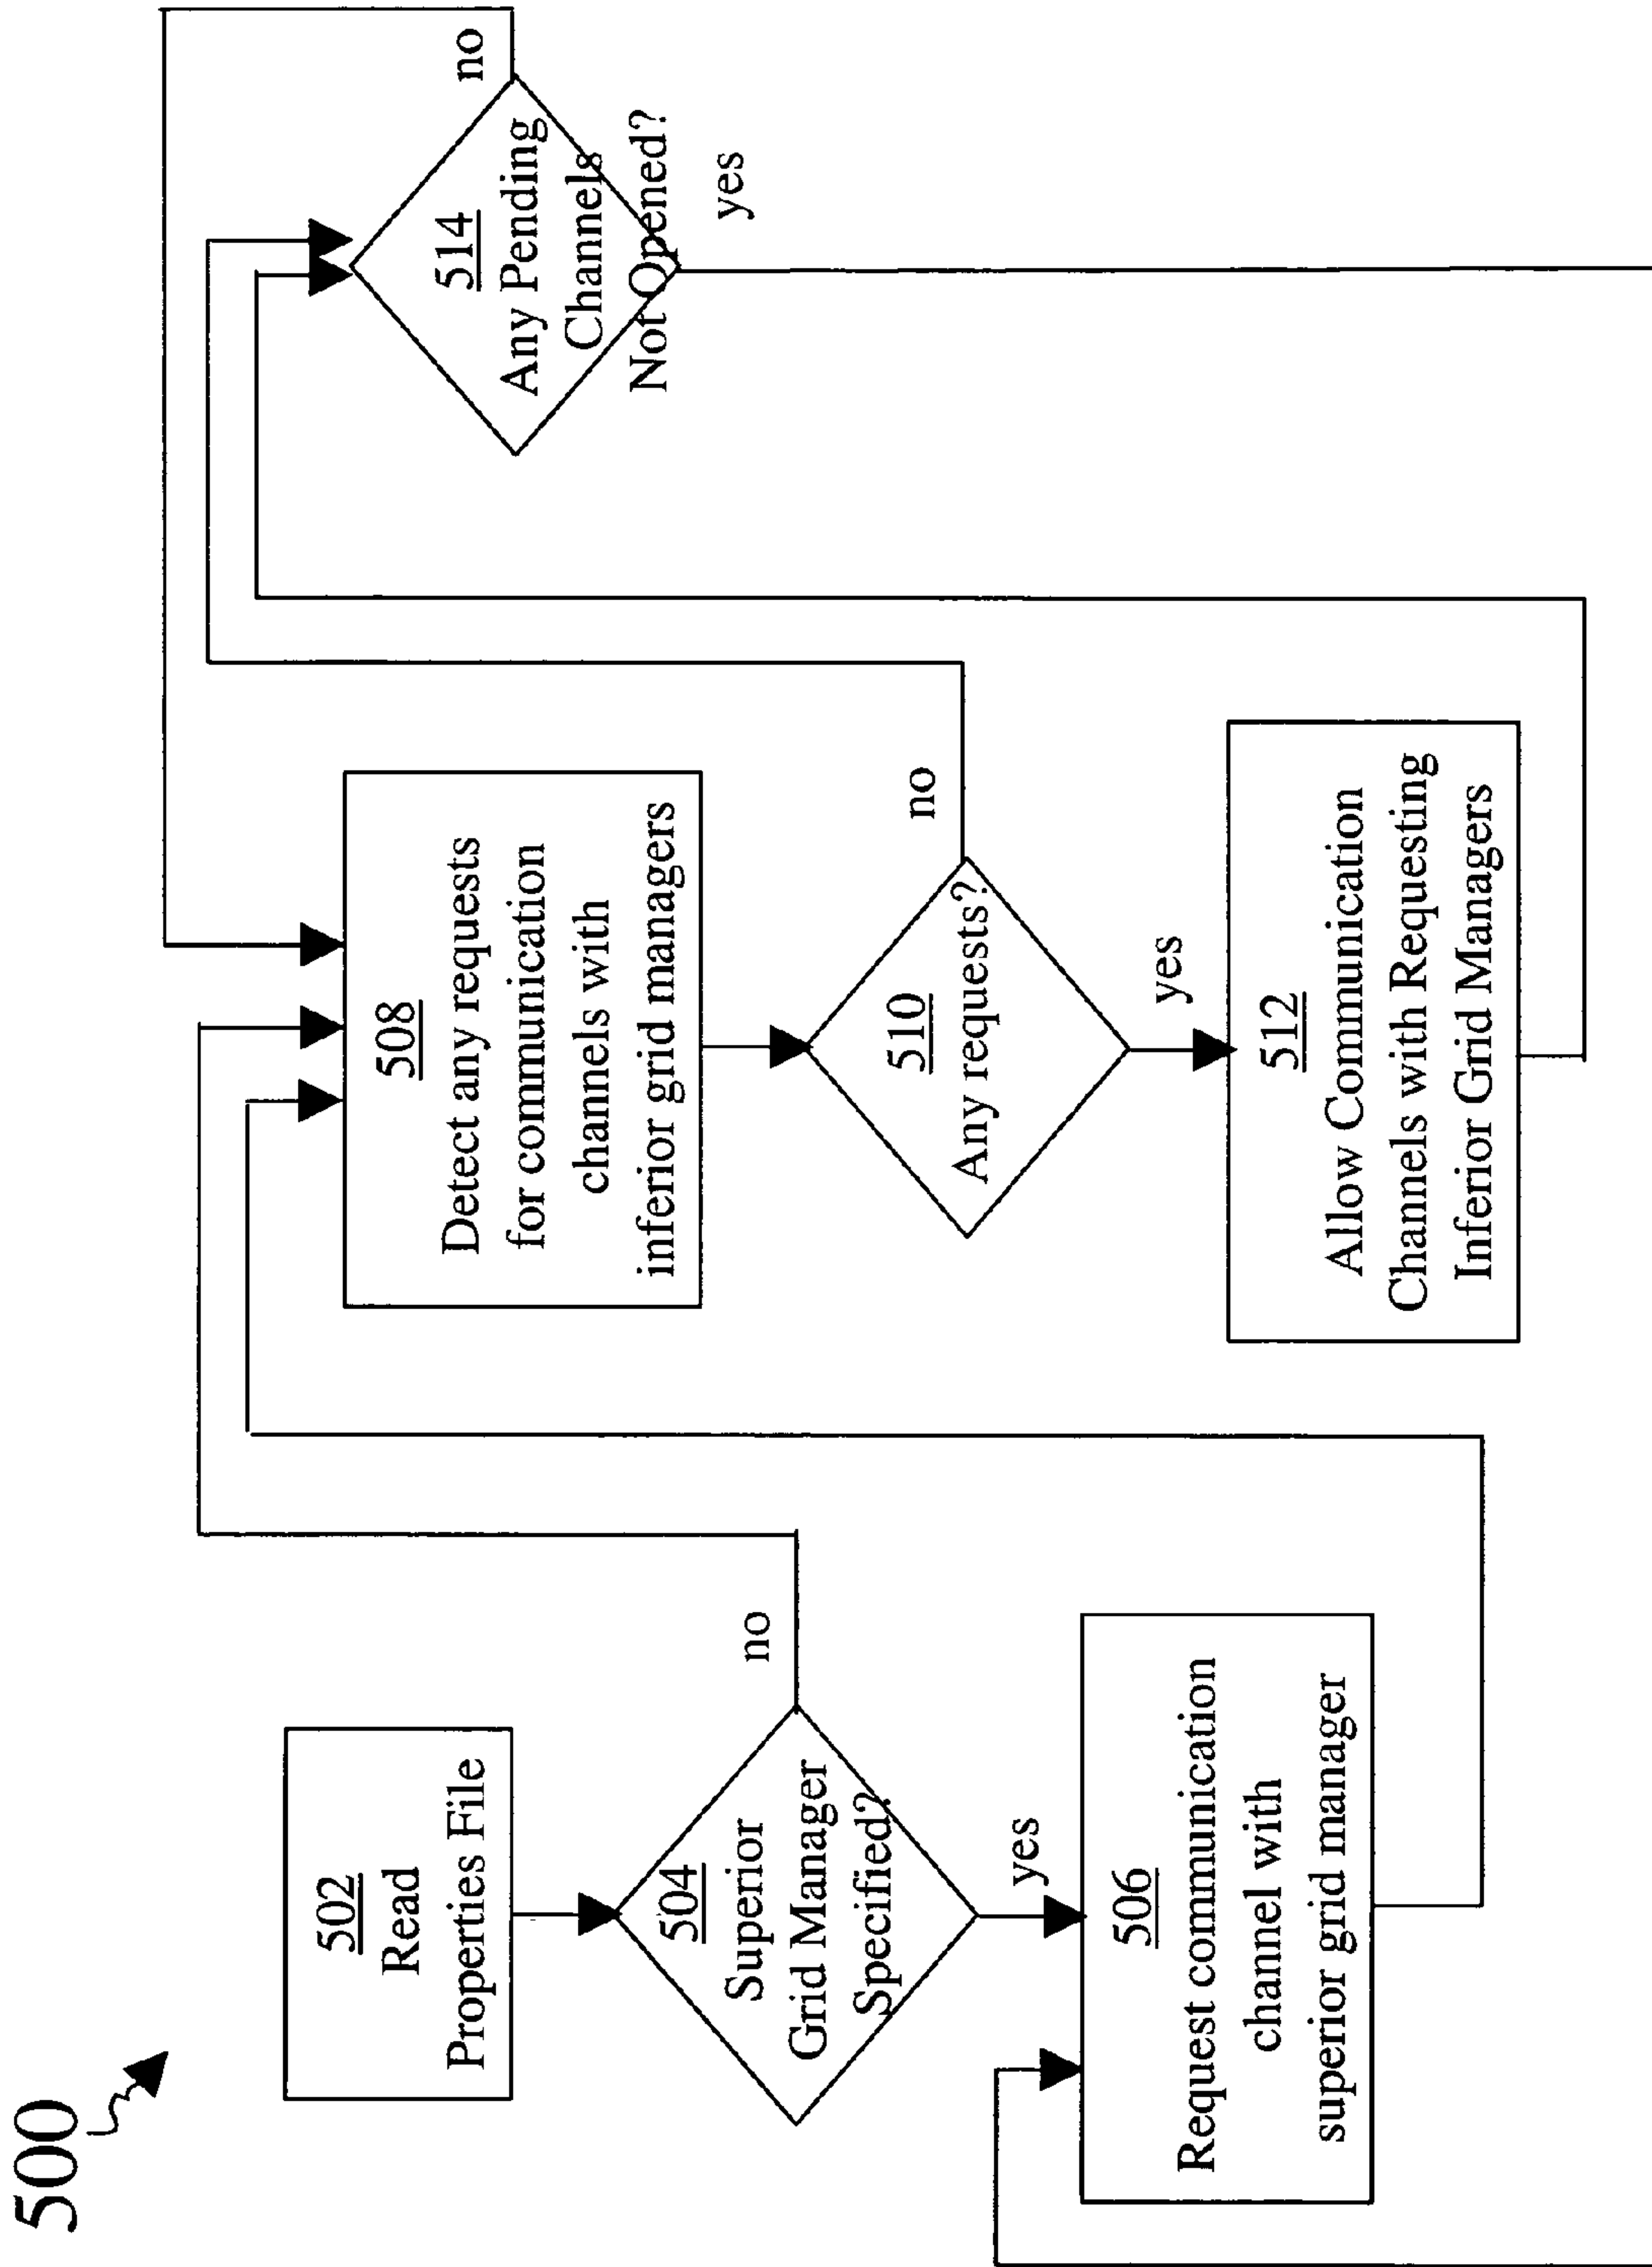 500
502
Read
Properties File
504
Superior
Grid Manager
Specified?
no
yes
506
Request communication
channel with
superior grid manager
508
Detect any requests
for communication
channels with
inferior grid managers
510
Any requests?
no
yes
512
Allow Communication
Channels with Requesting
Inferior Grid Managers
514
Any Pending
Channels
Not Opened?
no
yes